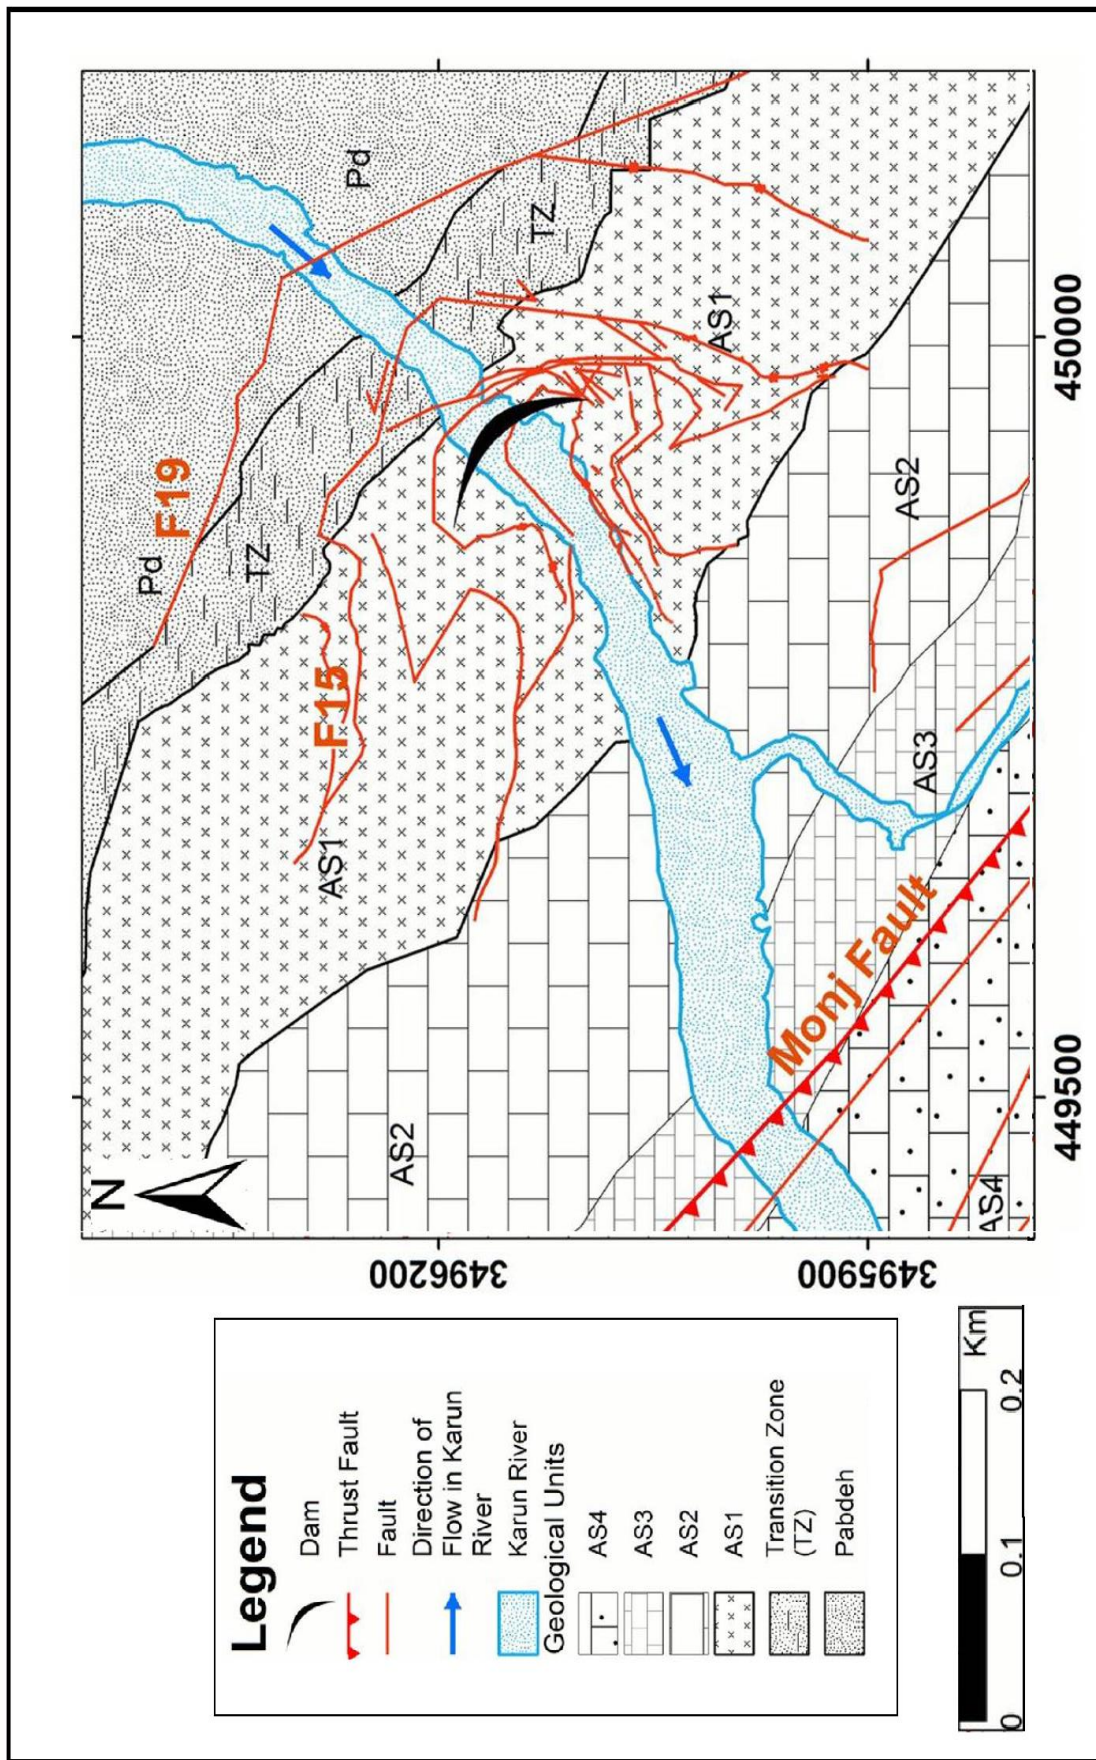 N
Pd
Pd
F19
TZ
TZ
F15
AS1
AS1
AS2
AS2
AS3
AS4
Monj Fault
3496200
3495900
449500
450000
Legend
Dam
Thrust Fault
Fault
Direction of
Flow in Karun
River
Karun River
Geological Units
AS4
AS3
AS2
AS1
Transition Zone
(TZ)
Pabdeh
0 0.1 0.2
Km